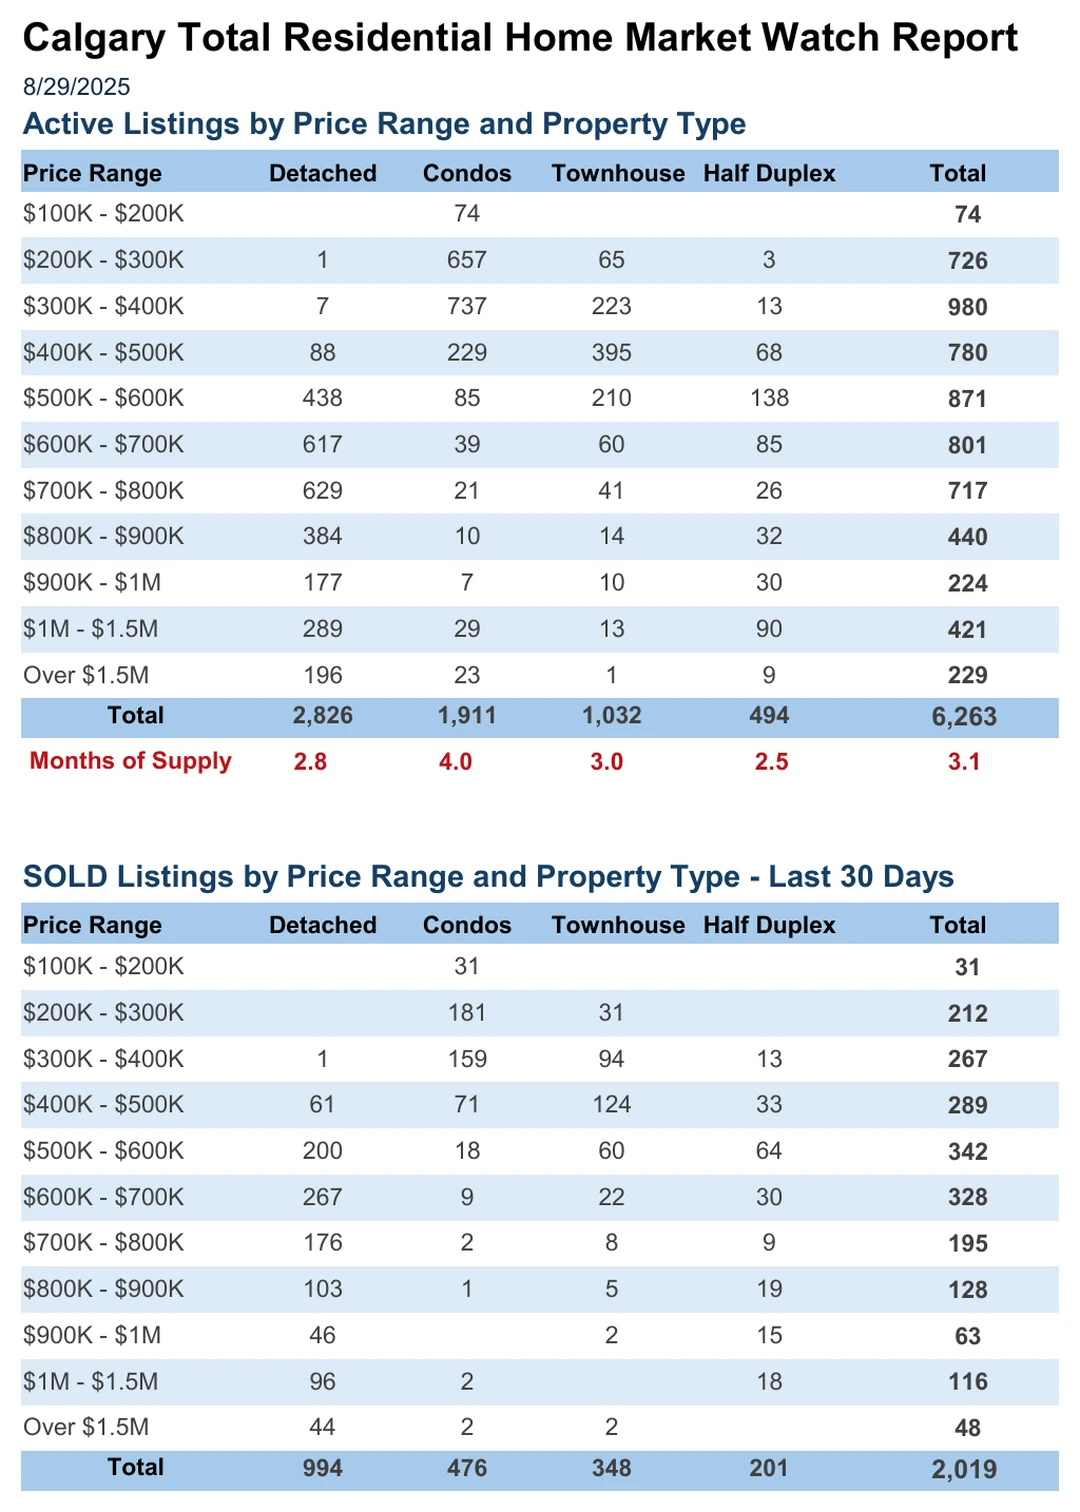 Calgary Total Residential Home Market Watch Report
8/29/2025
Active Listings by Price Range and Property Type
Price Range Detached Condos Townhouse Half Duplex Total
$100K - $200K 74 74
$200K - $300K 1 657 65 3 726
$300K - $400K 7 737 223 13 980
$400K - $500K 88 229 395 68 780
$500K - $600K 438 85 210 138 871
$600K - $700K 617 39 60 85 801
$700K - $800K 629 21 41 26 717
$800K - $900K 384 10 14 32 440
$900K - $1M 177 7 10 30 224
$1M - $1.5M 289 29 13 90 421
Over $1.5M 196 23 1 9 229
Total 2,826 1,911 1,032 494 6,263
Months of Supply 2.8 4.0 3.0 2.5 3.1
SOLD Listings by Price Range and Property Type - Last 30 Days
Price Range Detached Condos Townhouse Half Duplex Total
$100K - $200K 31 31
$200K - $300K 181 31 212
$300K - $400K 1 159 94 13 267
$400K - $500K 61 71 124 33 289
$500K - $600K 200 18 60 64 342
$600K - $700K 267 9 22 30 328
$700K - $800K 176 2 8 9 195
$800K - $900K 103 1 5 19 128
$900K - $1M 46 2 15 63
$1M - $1.5M 96 2 18 116
Over $1.5M 44 2 2 48
Total 994 476 348 201 2,019